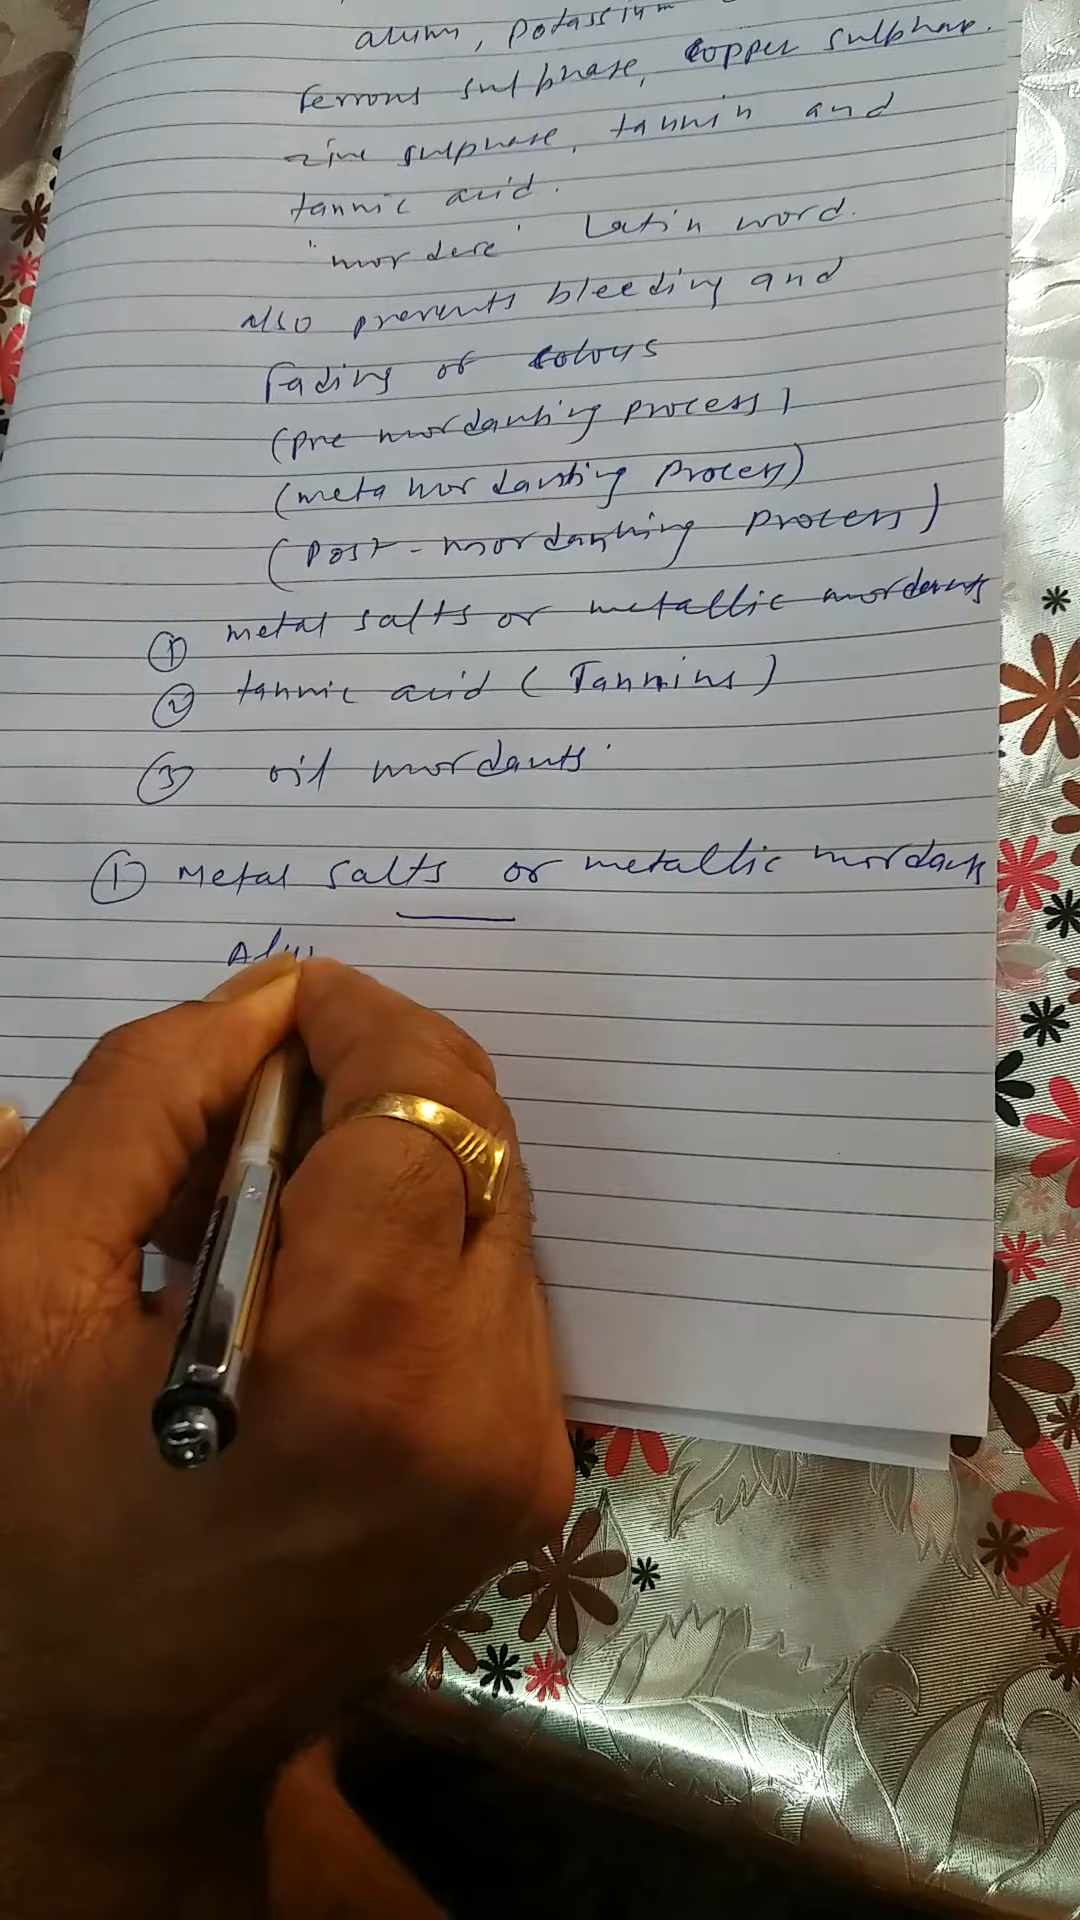 alum, Potassium
ferrous sulphate, copper sulphate.
zinc sulphate, tannin and
tannic acid.
"mordere" Latin word.
also prevents bleeding and
fading of colours
(pre mordanting process)
(meta mordanting process)
(Post-mordanting process)
① metal salts or metallic mordants
② tannic acid (Tannins)
③ oil mordants.
① Metal salts or metallic mordants
Alu